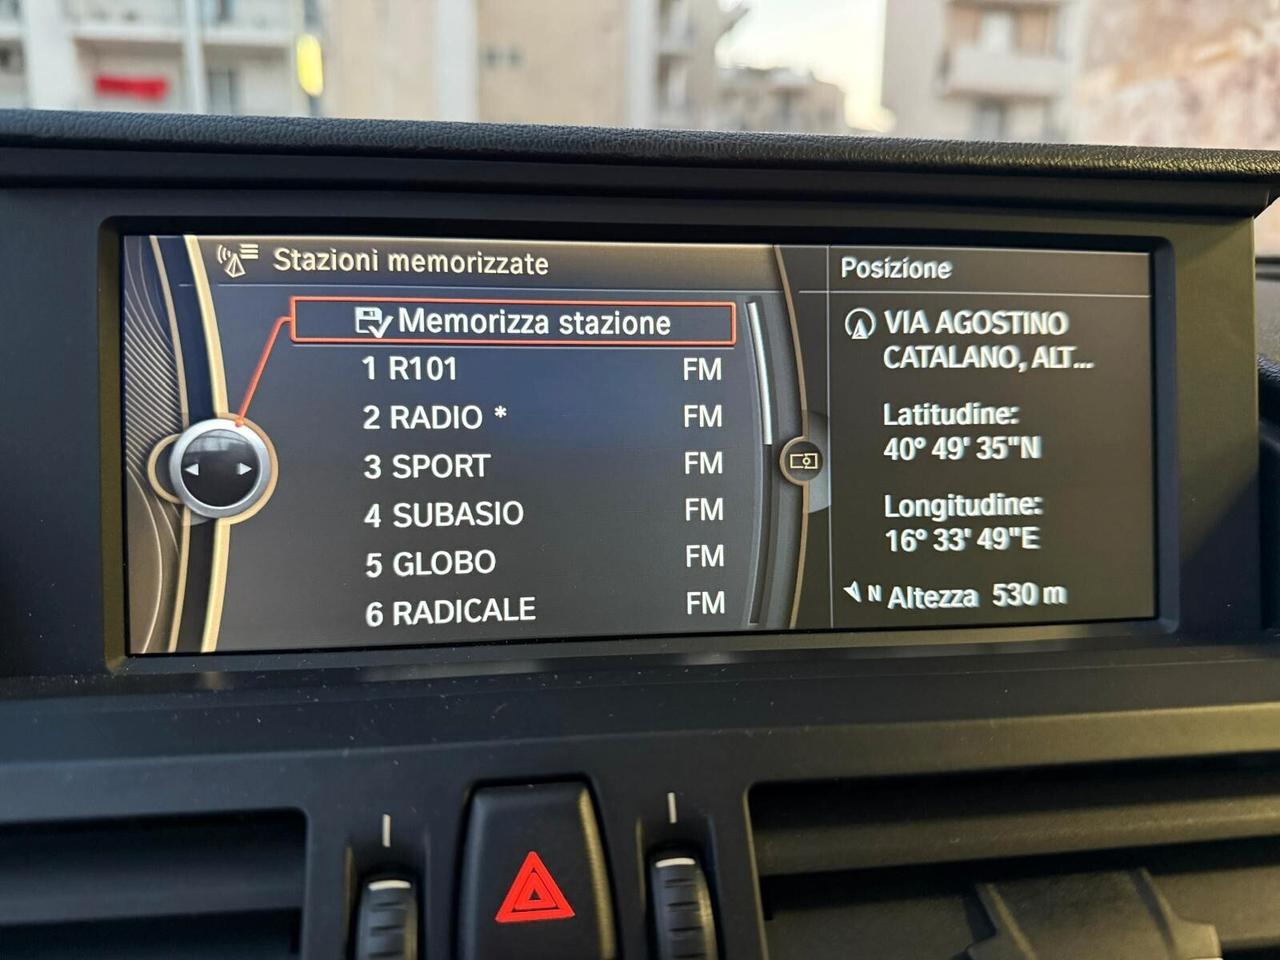 Stazioni memorizzate
Memorizza stazione
1 R101 FM
2 RADIO * FM
3 SPORT FM
4 SUBASIO FM
5 GLOBO FM
6 RADICALE FM
Posizione
VIA AGOSTINO
CATALANO, ALT...
Latitudine:
40° 49' 35"N
Longitudine:
16° 33' 49"E
N Altezza 530 m